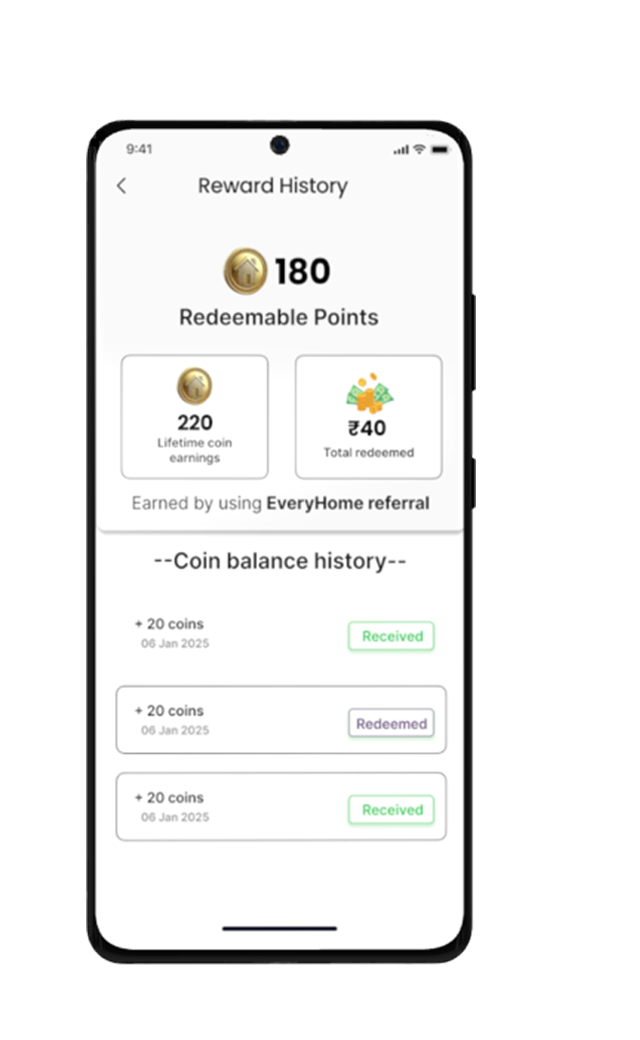 9:41
Reward History
180
Redeemable Points
220
Lifetime coin
earnings
₹40
Total redeemed
Earned by using EveryHome referral
--Coin balance history--
+ 20 coins
06 Jan 2025
Received
+ 20 coins
06 Jan 2025
Redeemed
+ 20 coins
06 Jan 2025
Received